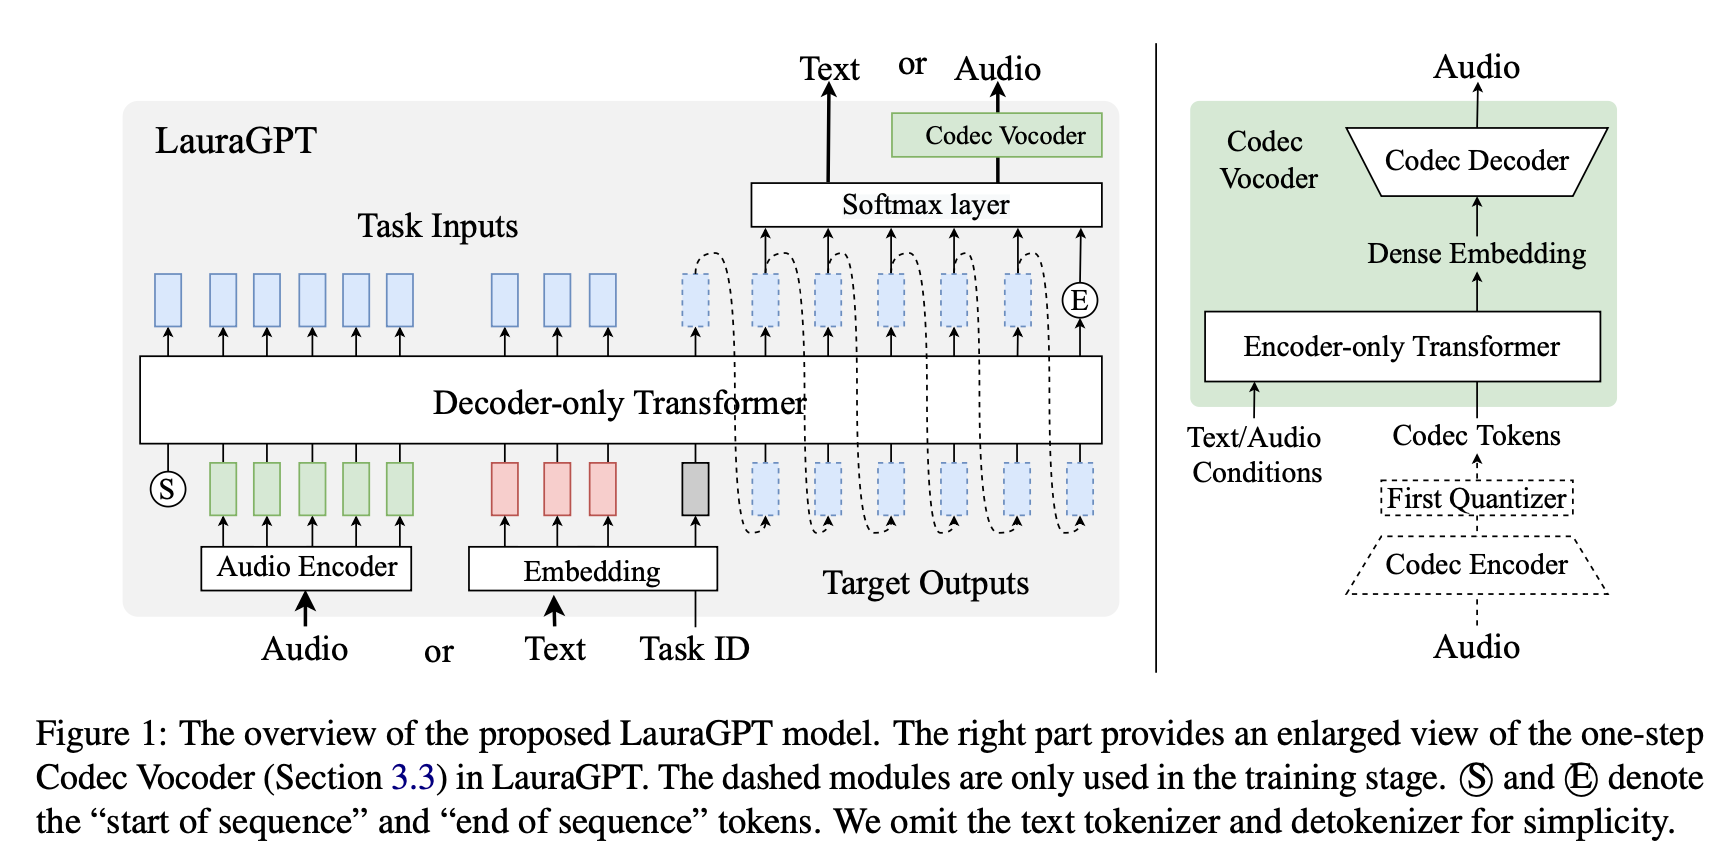 Text or Audio
LauraGPT
Codec Vocoder
Softmax layer
Task Inputs
E
Decoder-only Transformer
S
Audio Encoder
Embedding
Target Outputs
Audio or Text Task ID
Audio
Codec
Vocoder
Codec Decoder
Dense Embedding
Encoder-only Transformer
Text/Audio
Conditions
Codec Tokens
First Quantizer
Codec Encoder
Audio
Figure 1: The overview of the proposed LauraGPT model. The right part provides an enlarged view of the one-step
Codec Vocoder (Section 3.3) in LauraGPT. The dashed modules are only used in the training stage. Ⓢ and Ⓔ denote
the “start of sequence” and “end of sequence” tokens. We omit the text tokenizer and detokenizer for simplicity.